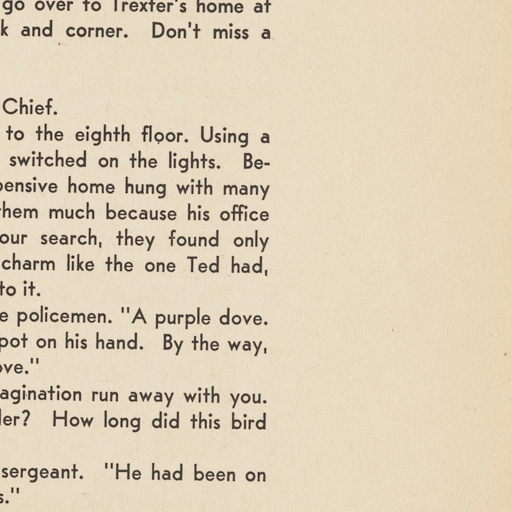 go over to Trexter's home at
k and corner. Don't miss a
Chief.
to the eighth floor. Using a
switched on the lights. Be-
pensive home hung with many
them much because his office
our search, they found only
charm like the one Ted had,
to it.
e policemen. "A purple dove.
pot on his hand. By the way,
ove."
agination run away with you.
ler? How long did this bird
sergeant. "He had been on
s."